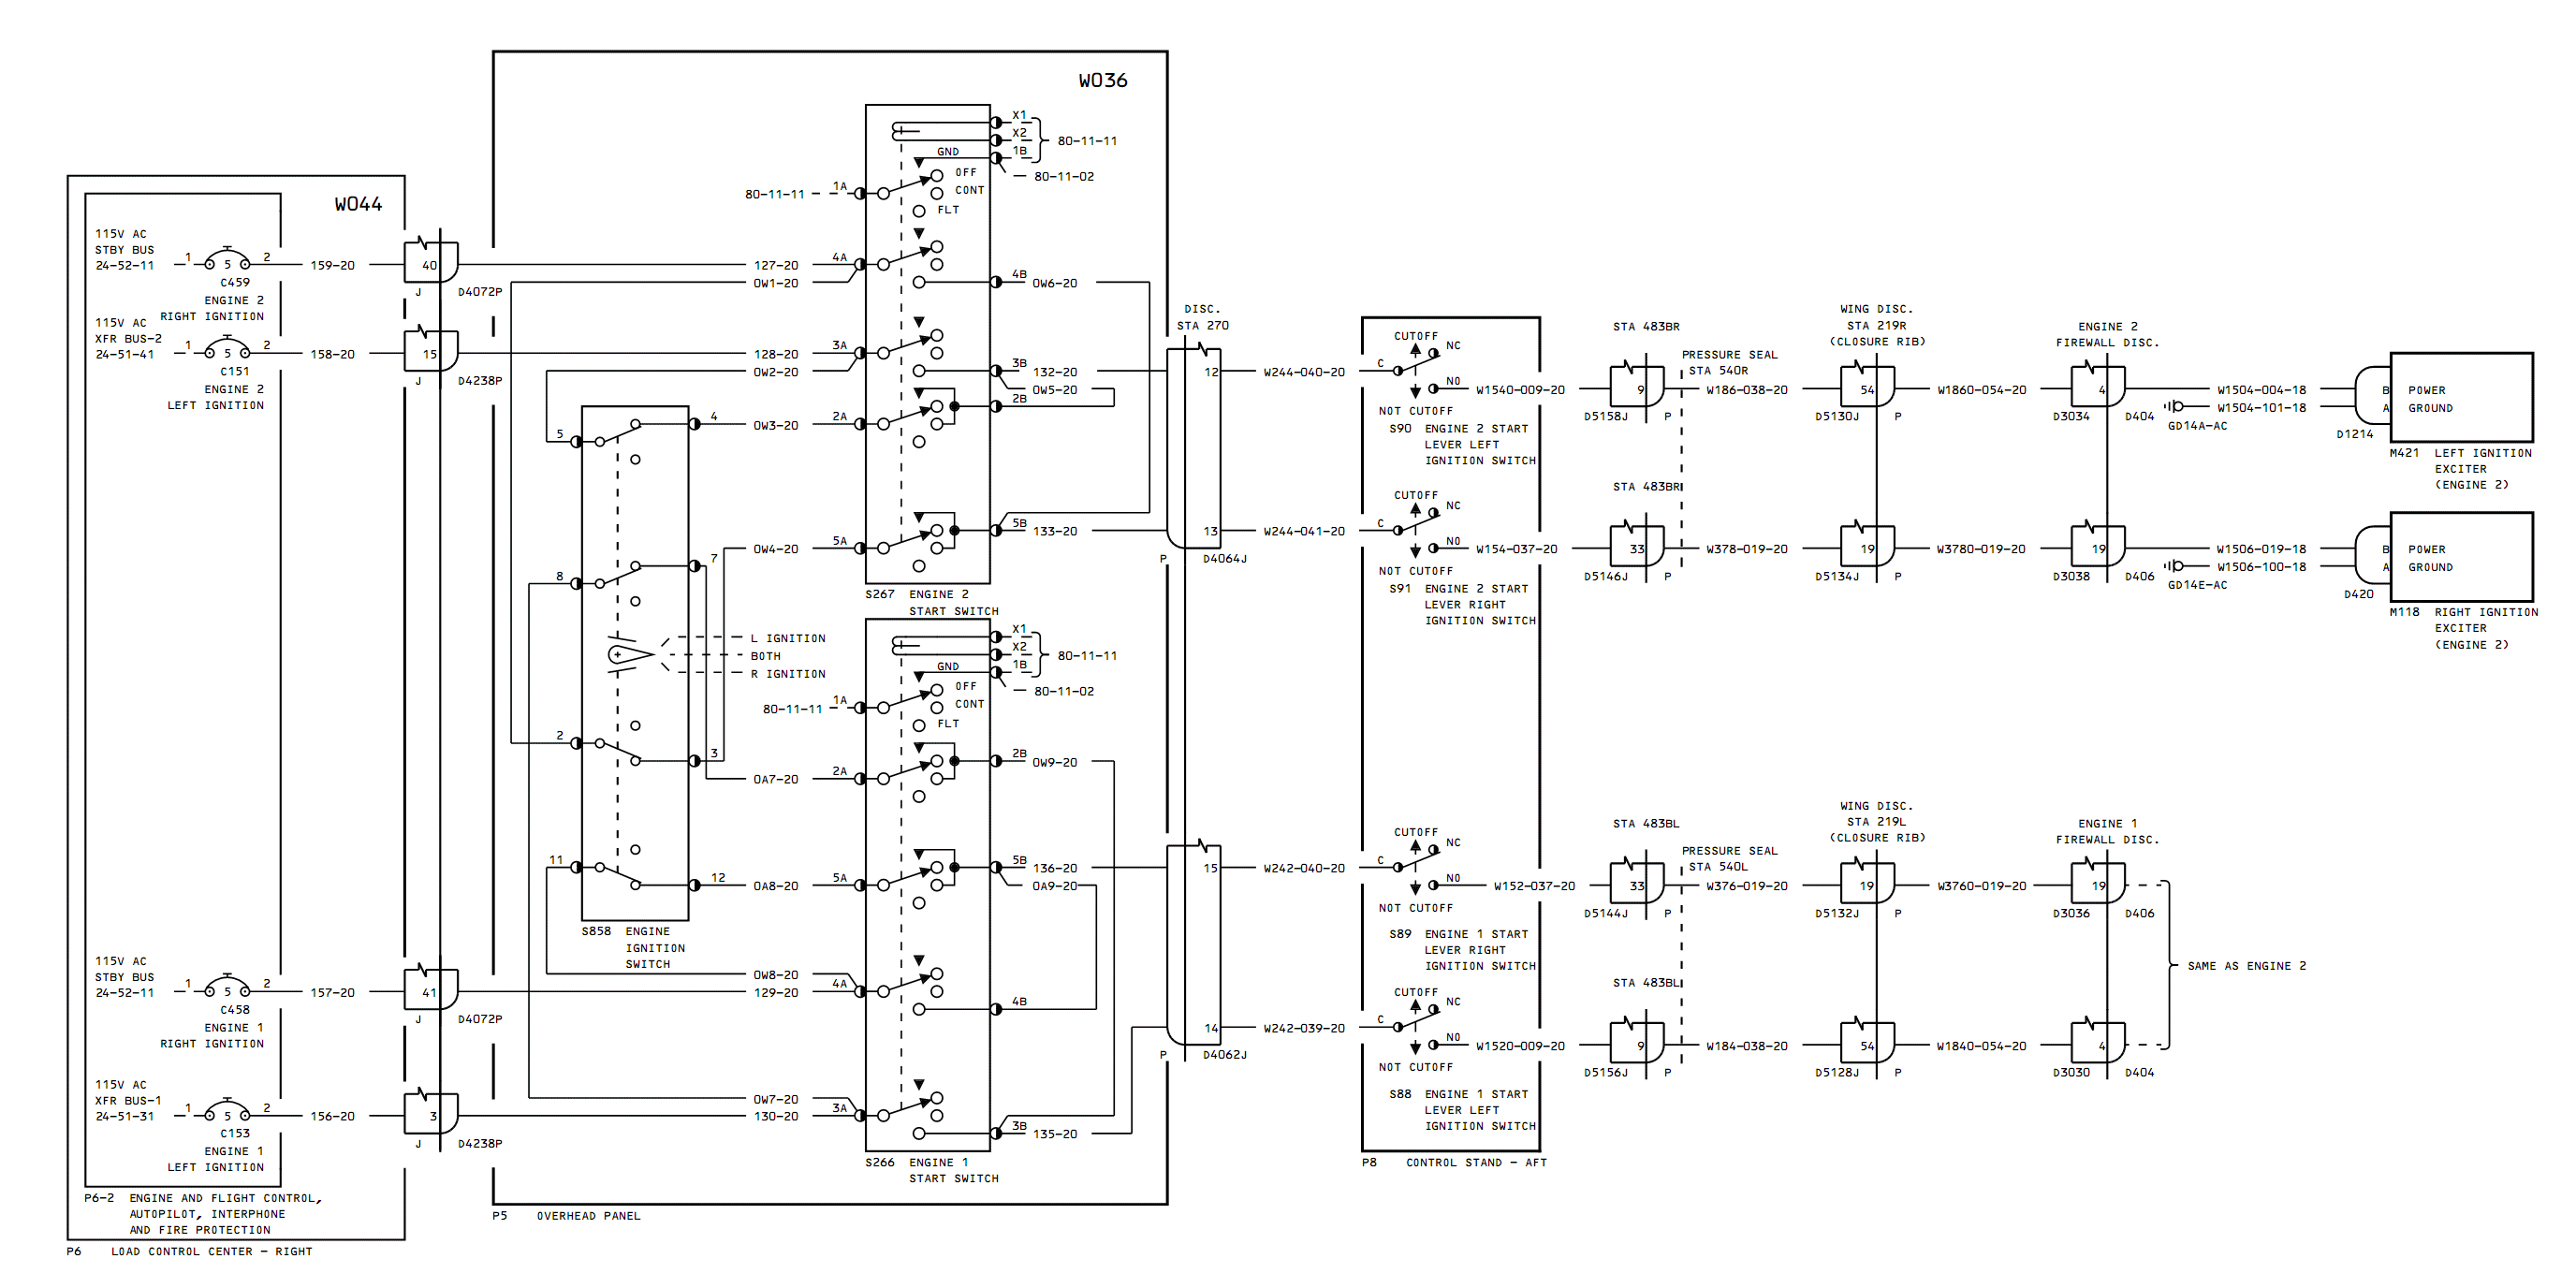 W044
115V AC
STBY BUS
24-52-11
1
5
2
C459
ENGINE 2
RIGHT IGNITION
159-20
40
J
D4072P
115V AC
XFR BUS-2
24-51-41
1
5
2
C151
ENGINE 2
LEFT IGNITION
158-20
15
J
D4238P
115V AC
STBY BUS
24-52-11
1
5
2
C458
ENGINE 1
RIGHT IGNITION
157-20
41
J
D4072P
115V AC
XFR BUS-1
24-51-31
1
5
2
C153
ENGINE 1
LEFT IGNITION
156-20
3
J
D4238P
P6-2 ENGINE AND FLIGHT CONTROL,
AUTOPILOT, INTERPHONE
AND FIRE PROTECTION
P6 LOAD CONTROL CENTER - RIGHT
W036
X1
X2
1B
80-11-11
80-11-02
GND
OFF
CONT
FLT
80-11-11
1A
127-20
4A
0W1-20
4B
0W6-20
128-20
3A
0W2-20
3B
132-20
0W5-20
2B
0W3-20
2A
0W4-20
5A
5B
133-20
S267 ENGINE 2
START SWITCH
5
4
8
7
L IGNITION
BOTH
R IGNITION
2
3
11
12
S858 ENGINE
IGNITION
SWITCH
X1
X2
1B
80-11-11
80-11-02
GND
OFF
CONT
FLT
80-11-11
1A
0A7-20
2A
2B
0W9-20
0A8-20
5A
5B
136-20
0A9-20
0W8-20
129-20
4A
4B
0W7-20
130-20
3A
3B
135-20
S266 ENGINE 1
START SWITCH
P5 OVERHEAD PANEL
DISC.
STA 270
12
13
P
D4064J
15
14
P
D4062J
W244-040-20
W244-041-20
W242-040-20
W242-039-20
CUTOFF
NC
C
NO
NOT CUTOFF
S90 ENGINE 2 START
LEVER LEFT
IGNITION SWITCH
CUTOFF
NC
C
NO
NOT CUTOFF
S91 ENGINE 2 START
LEVER RIGHT
IGNITION SWITCH
CUTOFF
NC
C
NO
NOT CUTOFF
S89 ENGINE 1 START
LEVER RIGHT
IGNITION SWITCH
CUTOFF
NC
C
NO
NOT CUTOFF
S88 ENGINE 1 START
LEVER LEFT
IGNITION SWITCH
P8 CONTROL STAND - AFT
W1540-009-20
STA 483BR
9
D5158J
P
PRESSURE SEAL
STA 540R
W186-038-20
WING DISC.
STA 219R
(CLOSURE RIB)
54
D5130J
P
W1860-054-20
ENGINE 2
FIREWALL DISC.
4
D3034
D404
W1504-004-18
W1504-101-18
GD14A-AC
B
A
D1214
POWER
GROUND
M421 LEFT IGNITION
EXCITER
(ENGINE 2)
W154-037-20
STA 483BR
33
D5146J
P
W378-019-20
19
D5134J
P
W3780-019-20
19
D3038
D406
W1506-019-18
W1506-100-18
GD14E-AC
B
A
D420
POWER
GROUND
M118 RIGHT IGNITION
EXCITER
(ENGINE 2)
W152-037-20
STA 483BL
33
D5144J
P
PRESSURE SEAL
STA 540L
W376-019-20
WING DISC.
STA 219L
(CLOSURE RIB)
19
D5132J
P
W3760-019-20
ENGINE 1
FIREWALL DISC.
19
D3036
D406
SAME AS ENGINE 2
W1520-009-20
STA 483BL
9
D5156J
P
W184-038-20
54
D5128J
P
W1840-054-20
4
D3030
D404